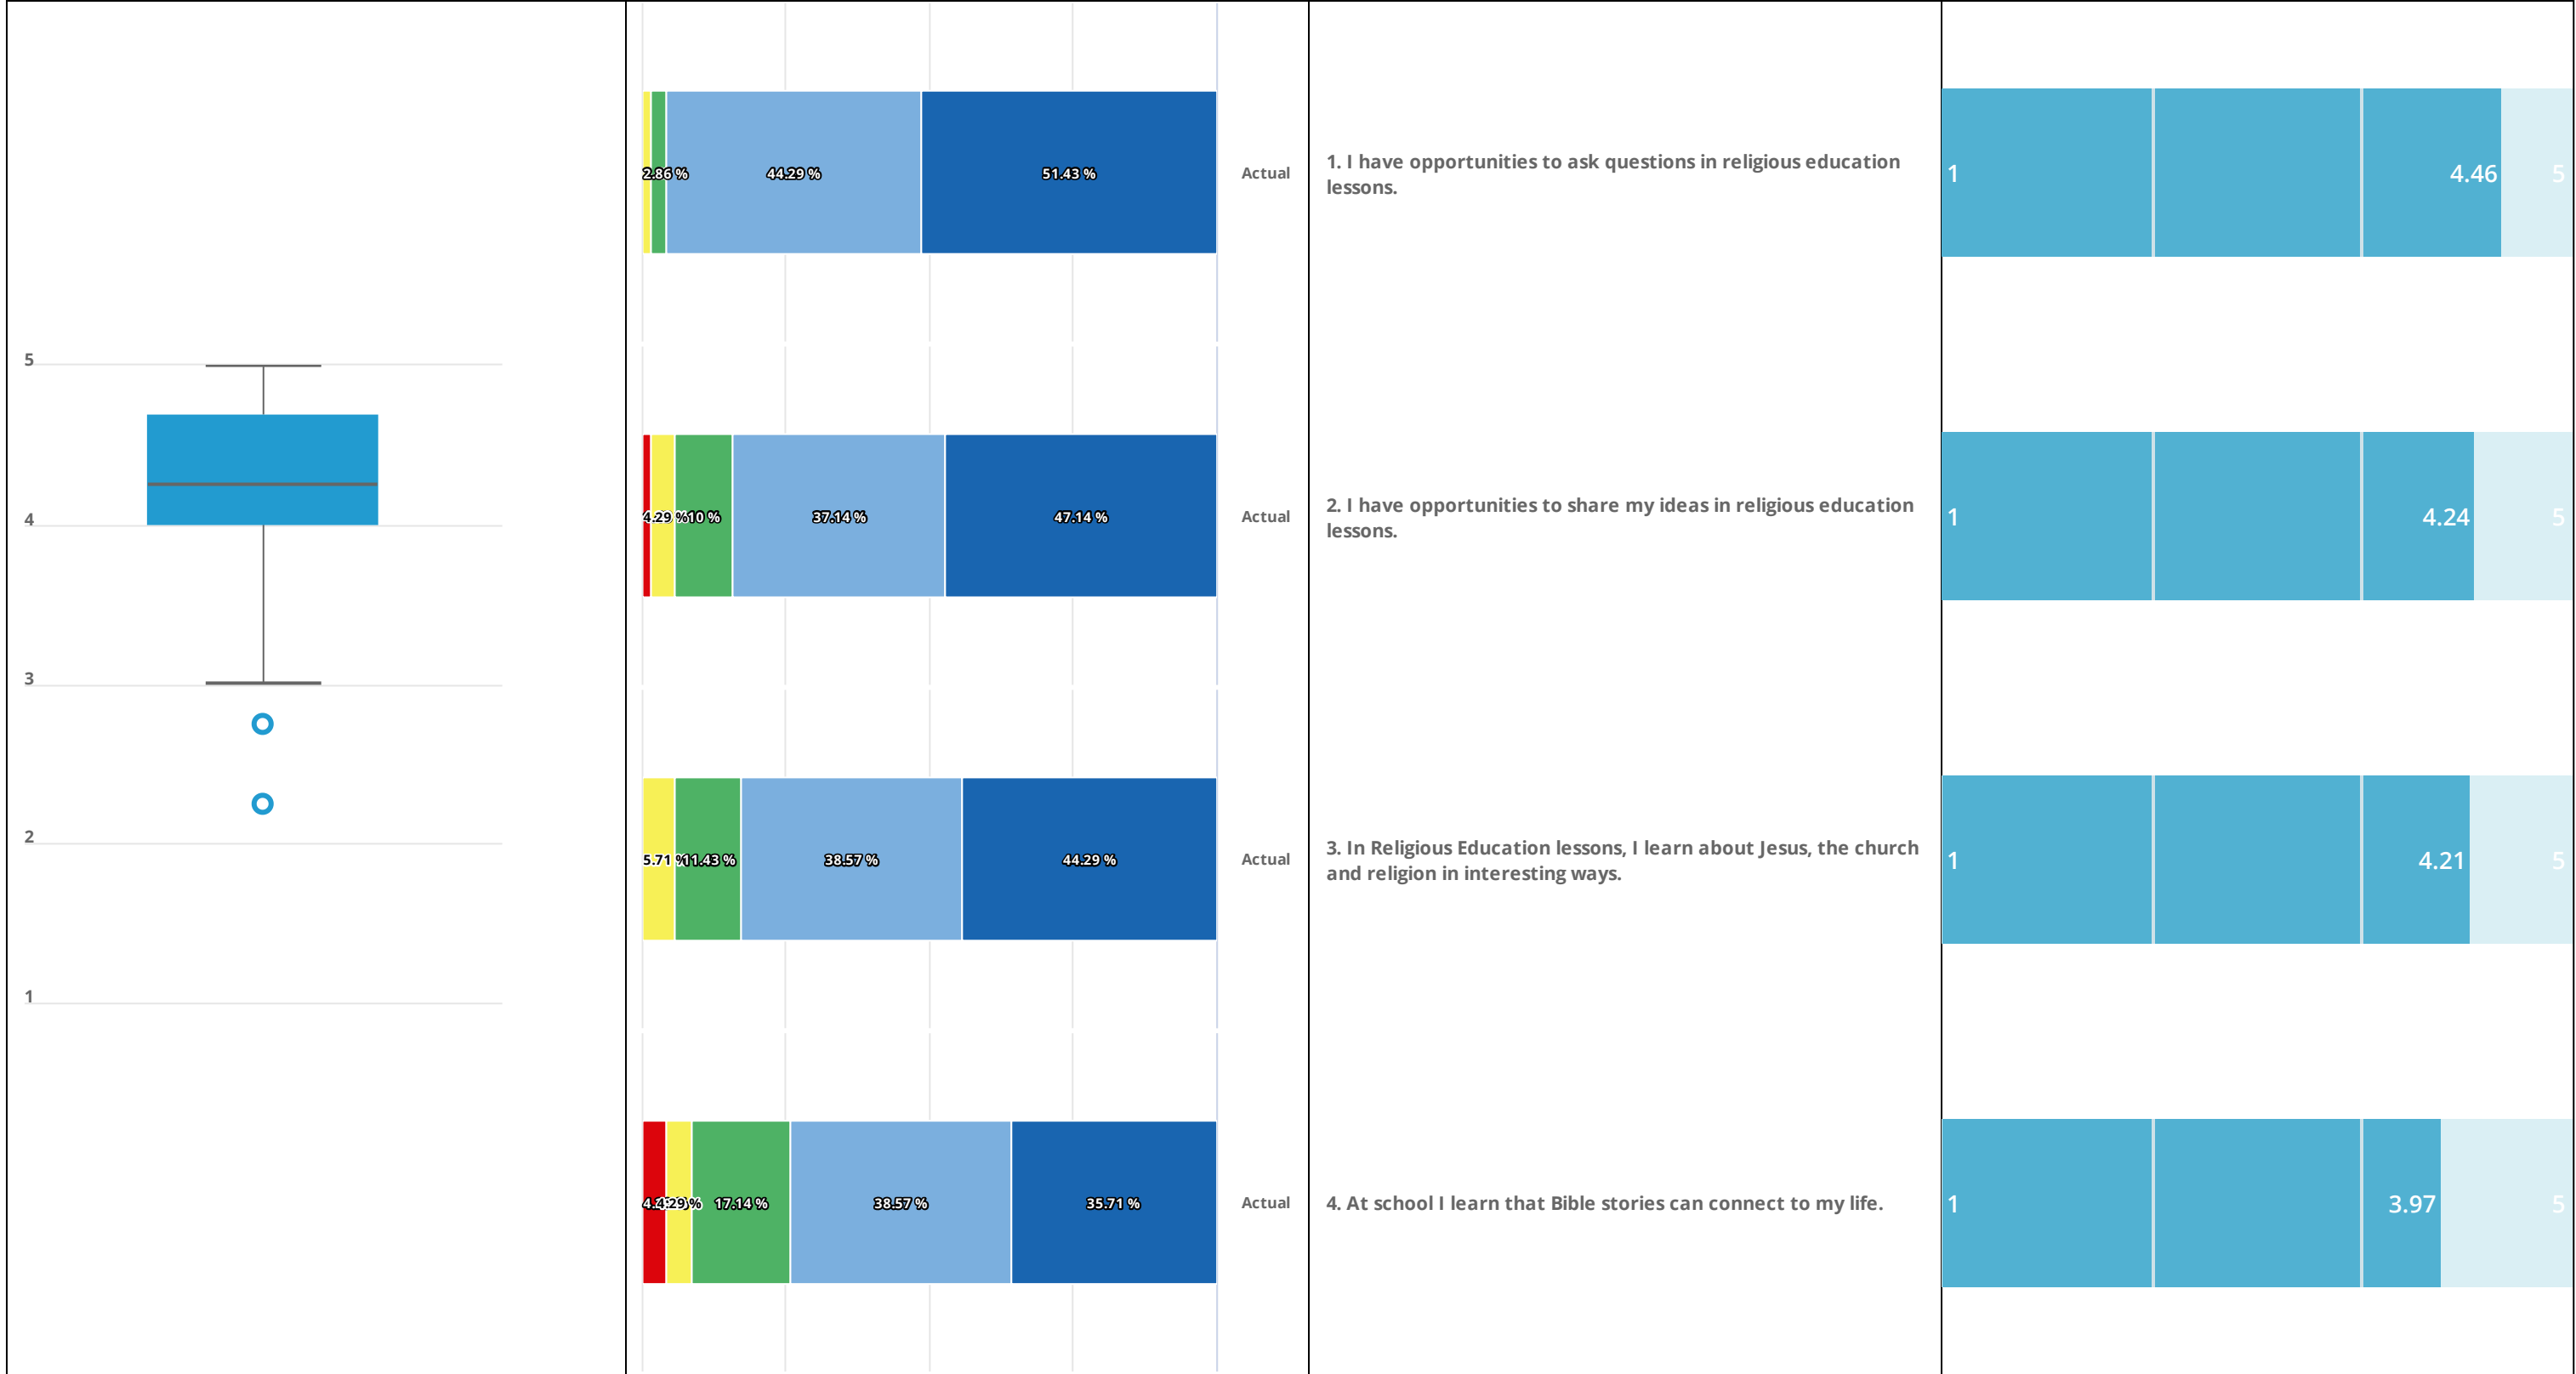 5
4
3
2
1
2.86 %
44.29 %
51.43 %
Actual
1. I have opportunities to ask questions in religious education
lessons.
1
4.46
5
4.29 %
10 %
37.14 %
47.14 %
Actual
2. I have opportunities to share my ideas in religious education
lessons.
1
4.24
5
5.71 %
11.43 %
38.57 %
44.29 %
Actual
3. In Religious Education lessons, I learn about Jesus, the church
and religion in interesting ways.
1
4.21
5
4.29 %
17.14 %
38.57 %
35.71 %
Actual
4. At school I learn that Bible stories can connect to my life.
1
3.97
5